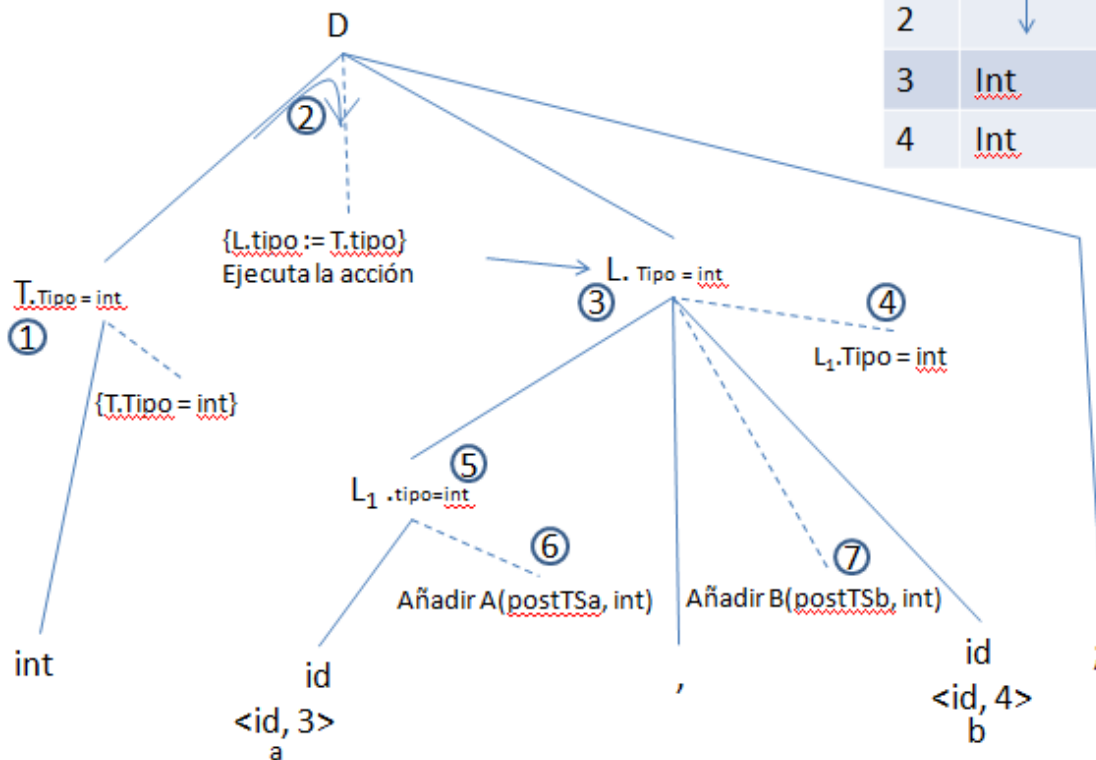 D
2
3 Int
4 Int
2
{L.tipo := T.tipo}
Ejecuta la acción
T.Tipo = int
1
L. Tipo = int
3
4
L₁.Tipo = int
{T.Tipo = int}
5
L₁ .tipo=int
6
7
Añadir A(postTSa, int)
Añadir B(postTSb, int)
int
id
,
id
;
<id, 3>
a
<id, 4>
b